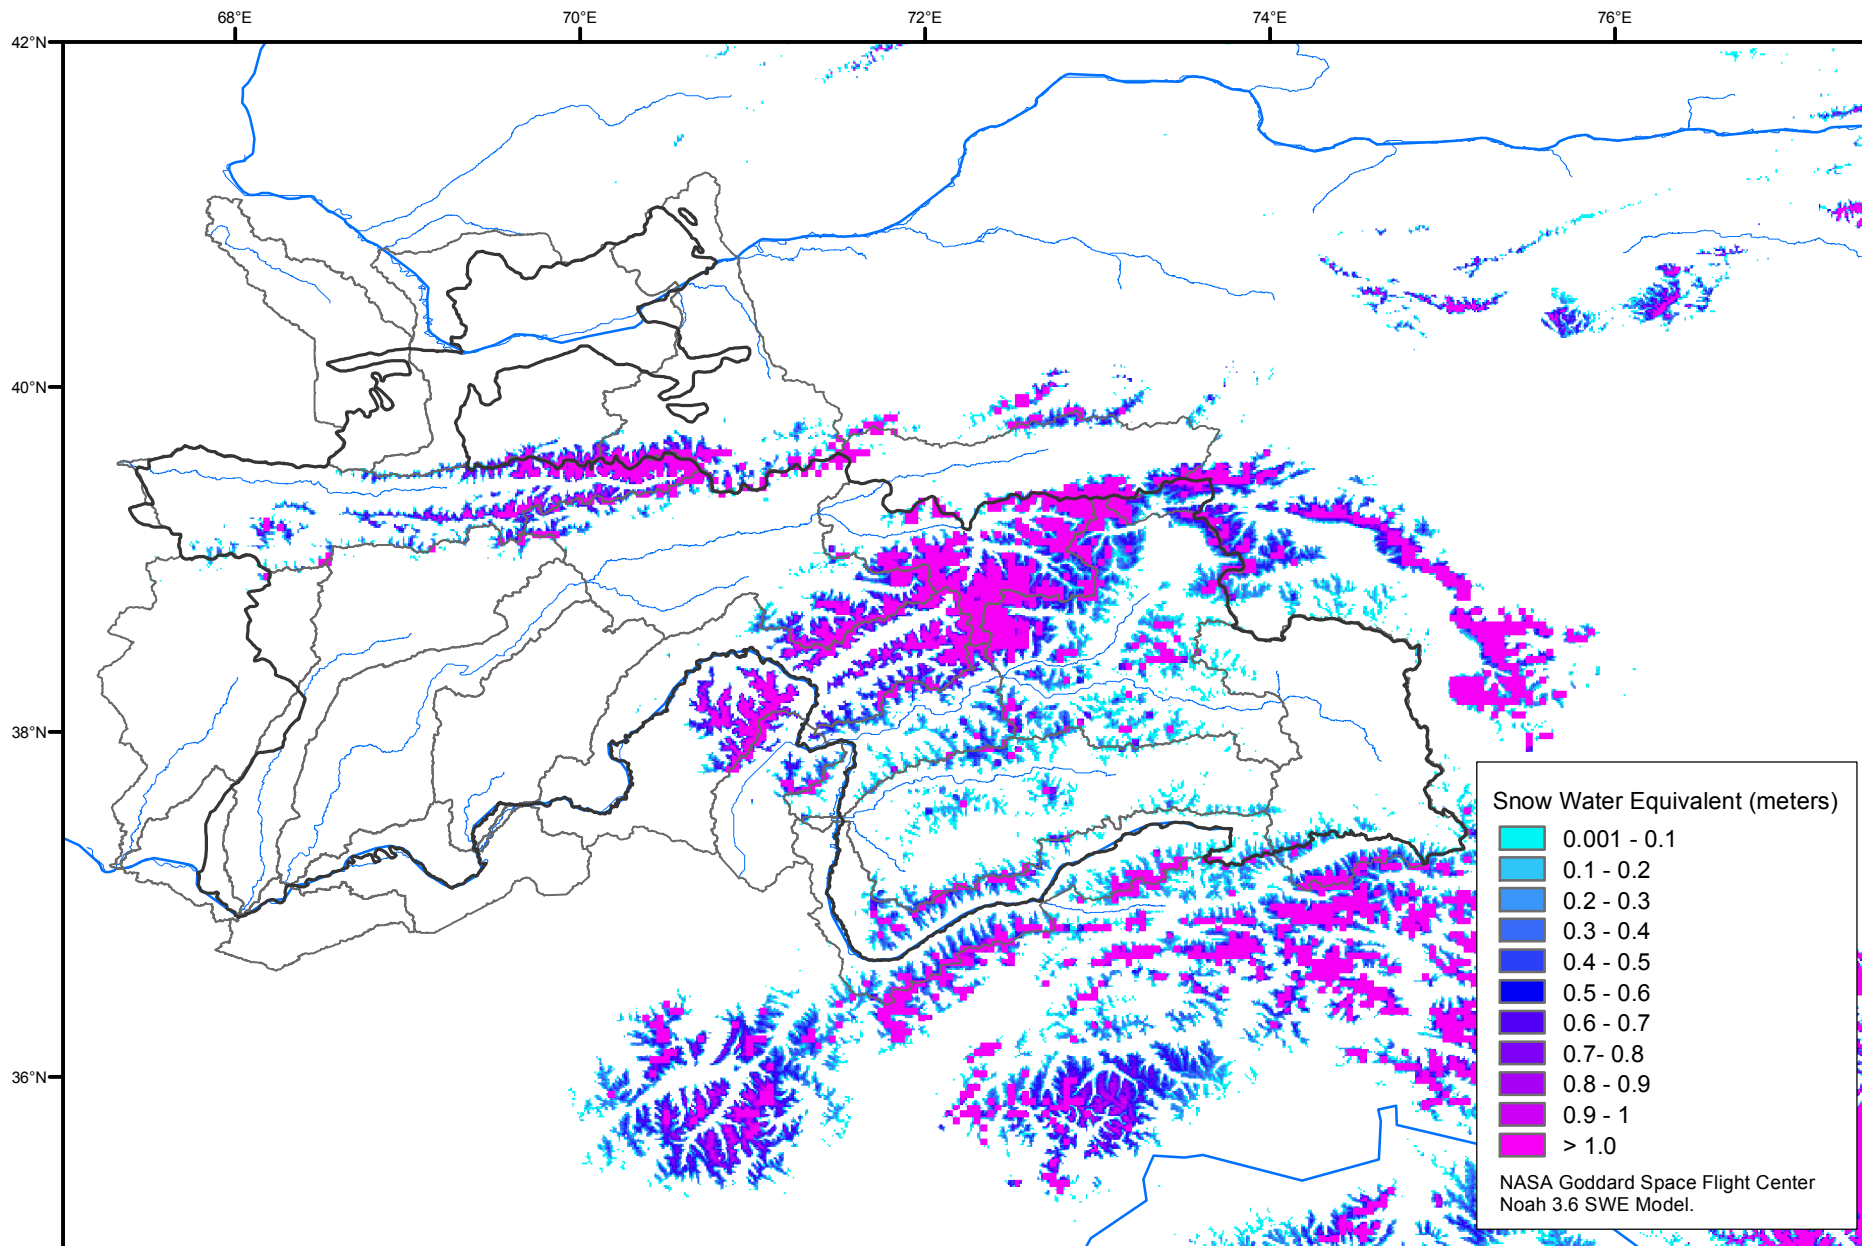 68°E 70°E 72°E 74°E 76°E
42°N
40°N
38°N
36°N
Snow Water Equivalent (meters)
0.001 - 0.1
0.1 - 0.2
0.2 - 0.3
0.3 - 0.4
0.4 - 0.5
0.5 - 0.6
0.6 - 0.7
0.7- 0.8
0.8 - 0.9
0.9 - 1
> 1.0
NASA Goddard Space Flight Center
Noah 3.6 SWE Model.